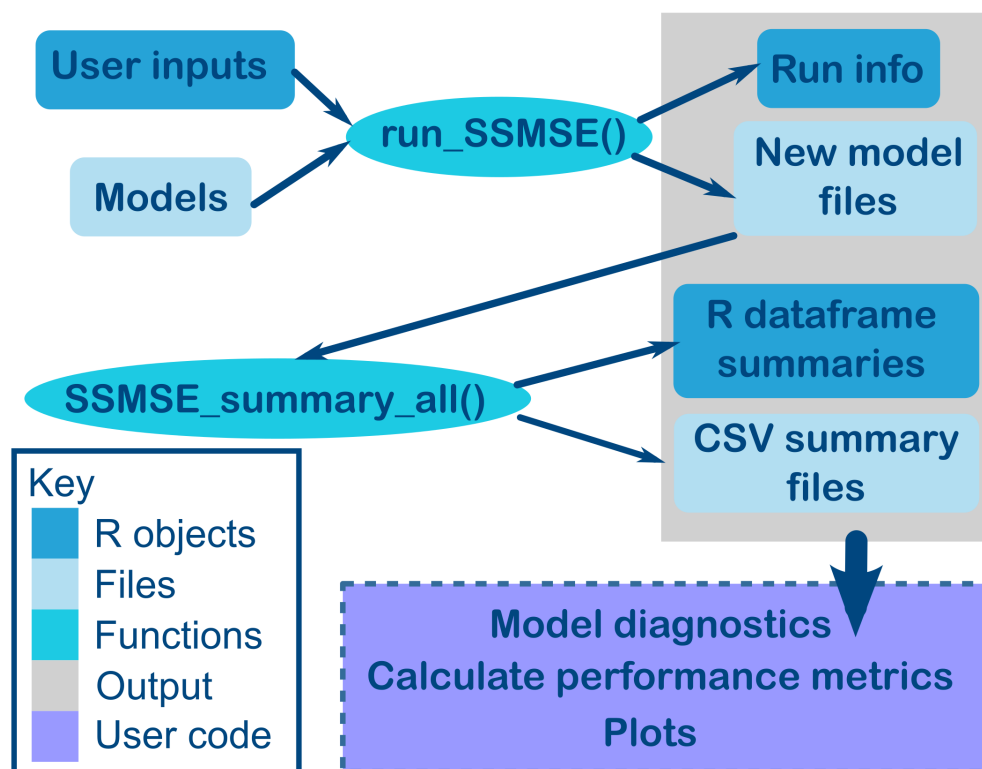 User inputs
Models
run_SSMSE()
Run info
New model
files
SSMSE_summary_all()
R dataframe
summaries
CSV summary
files
Key
R objects
Files
Functions
Output
User code
Model diagnostics
Calculate performance metrics
Plots